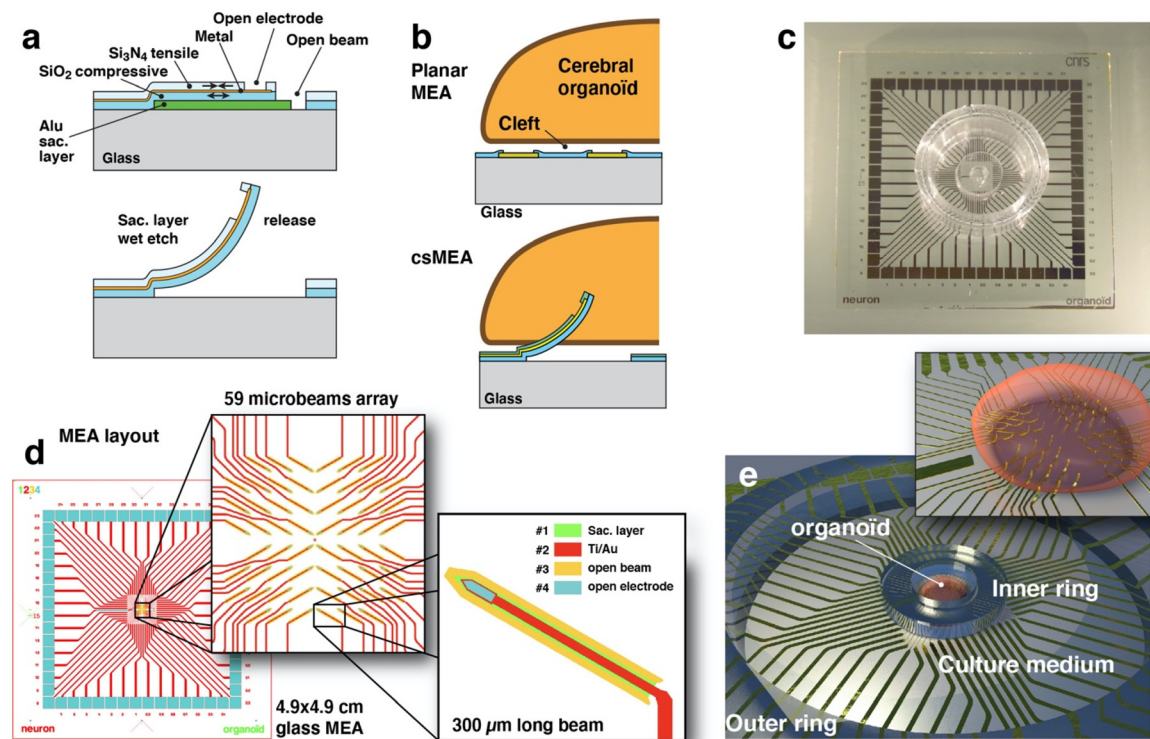 a
Open electrode
Metal
Open beam
Si₃N₄ tensile
SiO₂ compressive
Alu
sac.
layer
Glass
Sac. layer
wet etch
release
b
Planar
MEA
Cerebral
organoïd
Cleft
Glass
csMEA
Glass
c
cnrs
neuron
organoïd
d
MEA layout
59 microbeams array
1234
neuron
organoïd
4.9x4.9 cm
glass MEA
#1 Sac. layer
#2 Ti/Au
#3 open beam
#4 open electrode
300 µm long beam
e
organoïd
Inner ring
Culture medium
Outer ring